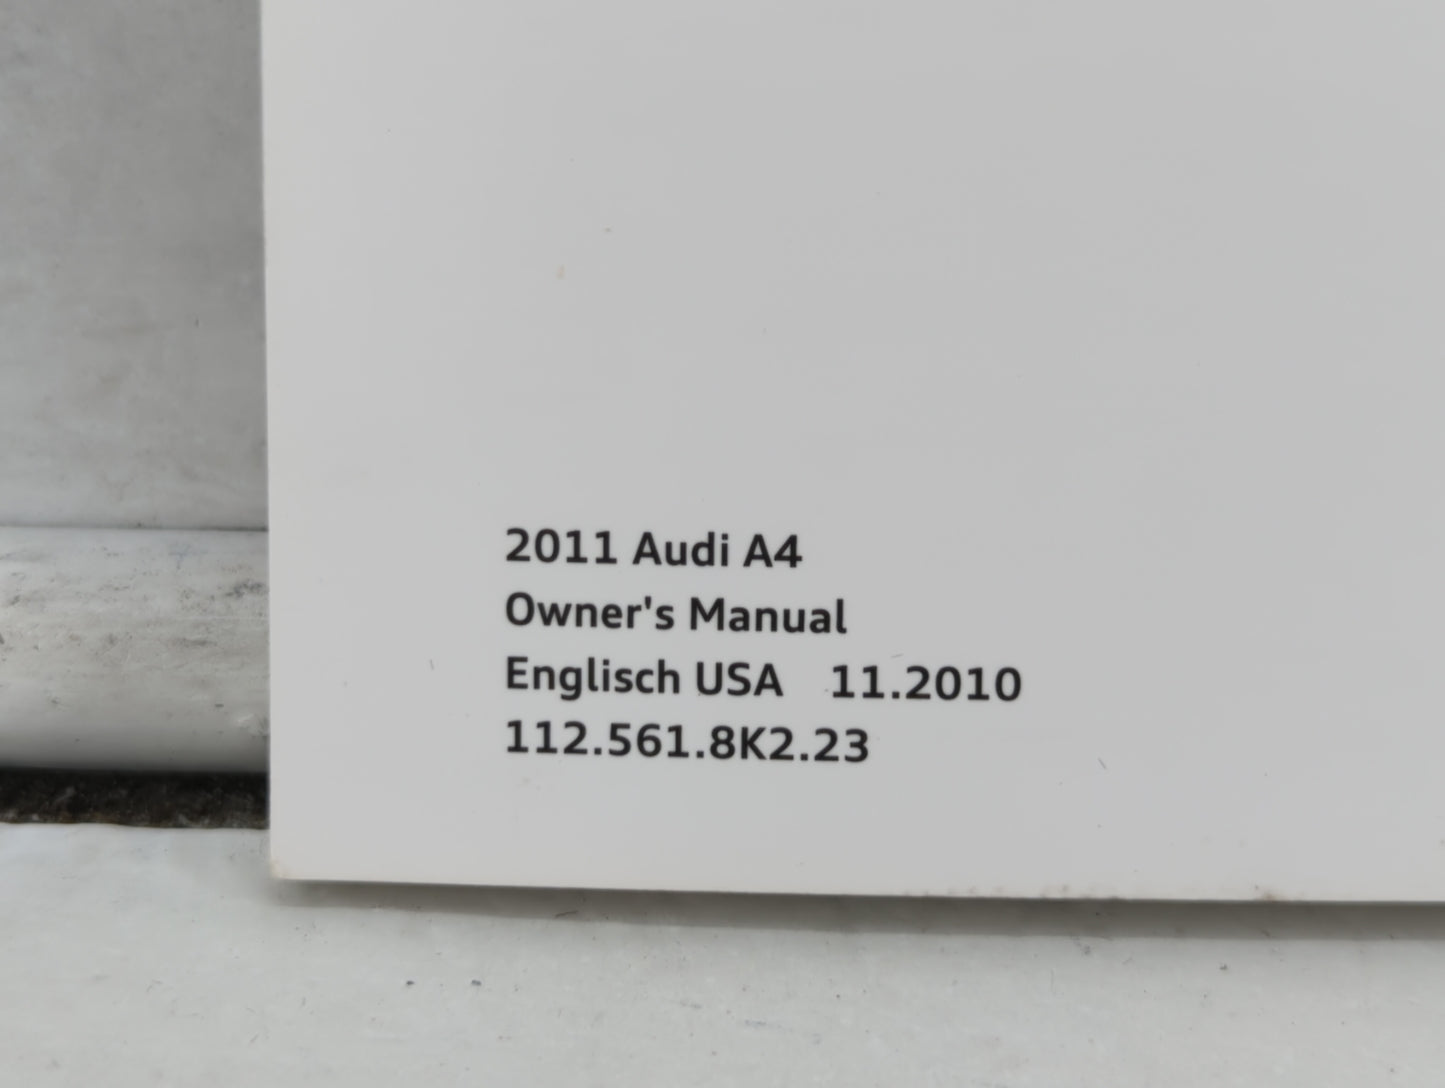 2011 Audi A4
Owner's Manual
Englisch USA 11.2010
112.561.8K2.23